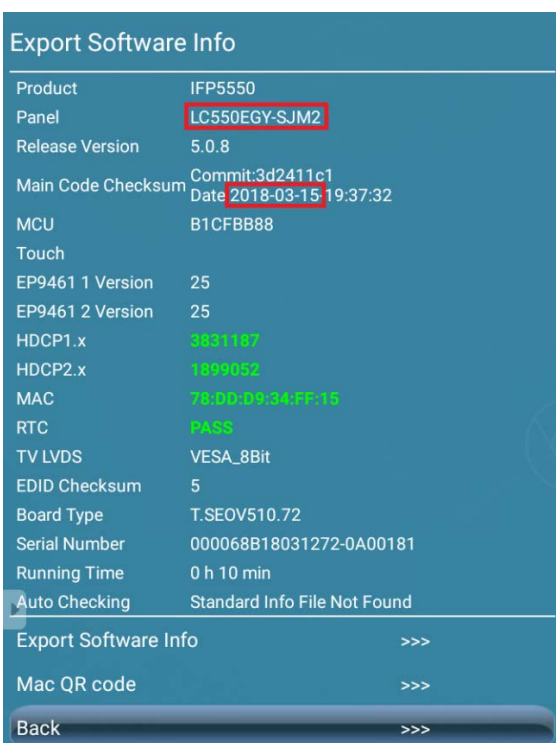 Export Software Info
Product IFP5550
Panel LC550EGY-SJM2
Release Version 5.0.8
Main Code Checksum Commit:3d2411c1
Date:2018-03-15-19:37:32
MCU B1CFBB88
Touch
EP9461 1 Version 25
EP9461 2 Version 25
HDCP1.x 3831187
HDCP2.x 1899052
MAC 78:DD:D9:34:FF:15
RTC PASS
TV LVDS VESA_8Bit
EDID Checksum 5
Board Type T.SEOV510.72
Serial Number 000068B18031272-0A00181
Running Time 0 h 10 min
Auto Checking Standard Info File Not Found
Export Software Info >>>
Mac QR code >>>
Back >>>